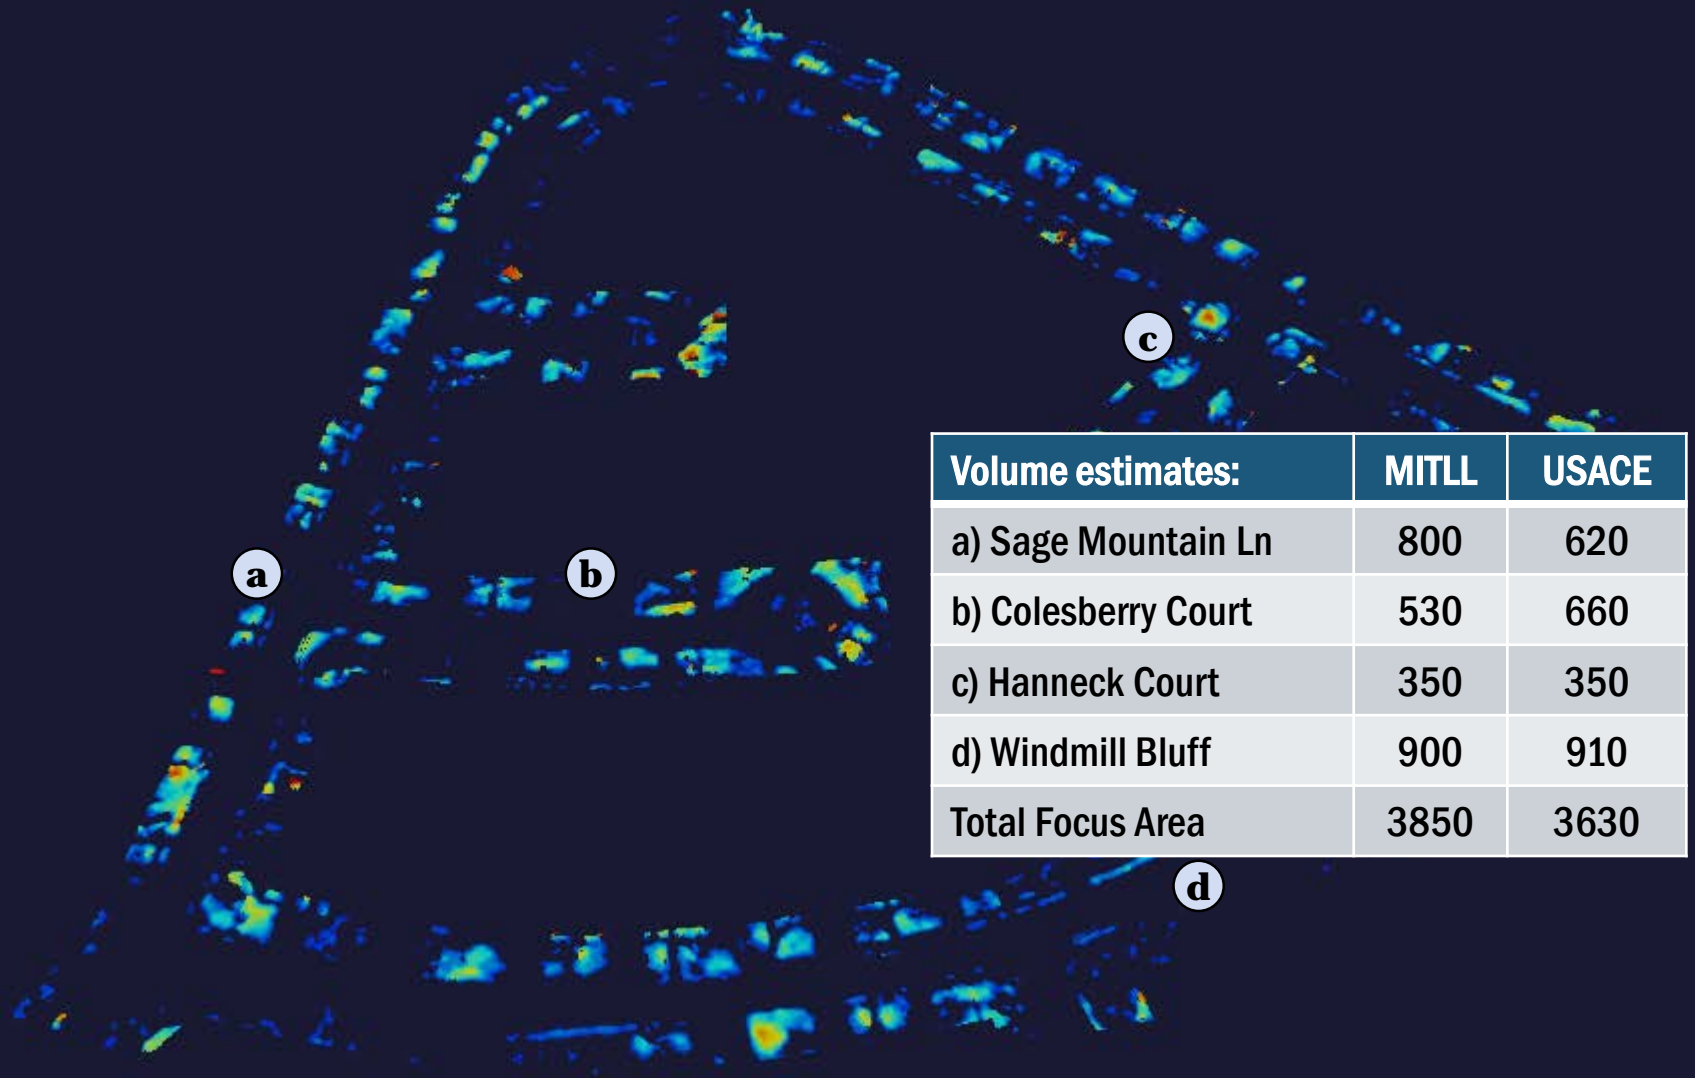 c
Volume estimates: MITLL USACE
a) Sage Mountain Ln 800 620
a
b
b) Colesberry Court 530 660
c) Hanneck Court 350 350
d) Windmill Bluff 900 910
Total Focus Area 3850 3630
d